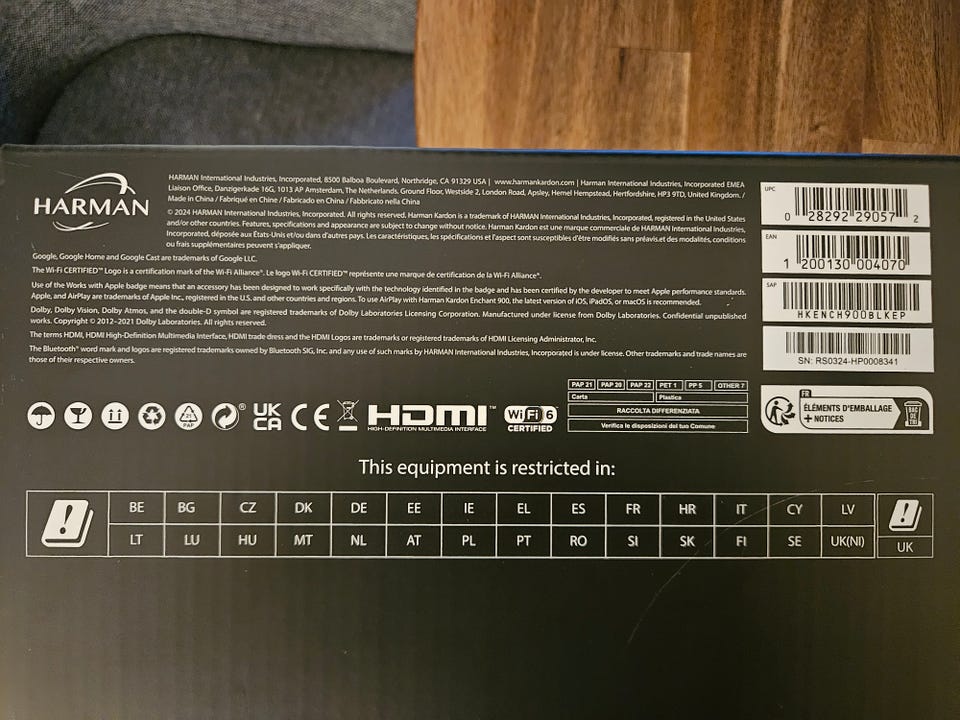 HARMAN
HARMAN International Industries, Incorporated, 8500 Balboa Boulevard, Northridge, CA 91329 USA | www.harmankardon.com | Harman International Industries, Incorporated EMEA
Liaison Office, Danzigerkade 16G, 1013 AP Amsterdam, The Netherlands. Ground Floor, Westside 2, London Road, Apsley, Hemel Hempstead, Hertfordshire, HP3 9TD, United Kingdom. /
Made in China / Fabriqué en Chine / Fabricado en China / Fabbricato nella China
© 2024 HARMAN International Industries, Incorporated. All rights reserved. Harman Kardon is a trademark of HARMAN International Industries, Incorporated, registered in the United States
and/or other countries. Features, specifications and appearance are subject to change without notice. Harman Kardon est une marque commerciale de HARMAN International Industries,
Incorporated, déposée aux États-Unis et/ou dans d'autres pays. Les caractéristiques, les spécifications et l'aspect sont susceptibles d'être modifiés sans préavis.et des modalités, conditions
ou frais supplémentaires peuvent s'appliquer.
Google, Google Home and Google Cast are trademarks of Google LLC.
The Wi-Fi CERTIFIED™ Logo is a certification mark of the Wi-Fi Alliance®. Le logo Wi-Fi CERTIFIED™ représente une marque de certification de la Wi-Fi Alliance®.
Use of the Works with Apple badge means that an accessory has been designed to work specifically with the technology identified in the badge and has been certified by the developer to meet Apple performance standards.
Apple, and AirPlay are trademarks of Apple Inc., registered in the U.S. and other countries and regions. To use AirPlay with Harman Kardon Enchant 900, the latest version of iOS, iPadOS, or macOS is recommended.
Dolby, Dolby Vision, Dolby Atmos, and the double-D symbol are registered trademarks of Dolby Laboratories Licensing Corporation. Manufactured under license from Dolby Laboratories. Confidential unpublished
works. Copyright © 2012–2021 Dolby Laboratories. All rights reserved.
The terms HDMI, HDMI High-Definition Multimedia Interface, HDMI trade dress and the HDMI Logos are trademarks or registered trademarks of HDMI Licensing Administrator, Inc.
The Bluetooth® word mark and logos are registered trademarks owned by Bluetooth SIG, Inc. and any use of such marks by HARMAN International Industries, Incorporated is under license. Other trademarks and trade names are
those of their respective owners.
UPC
0 28292 29057 2
EAN
1 200130 004070
SAP
HKENCH900BLKEP
SN: RS0324-HP0008341
21
PAP
®
UK
CA
CE
HDMI™
HIGH-DEFINITION MULTIMEDIA INTERFACE
Wi Fi 6
CERTIFIED
PAP 21 PAP 20 PAP 22 PET 1 PP 5 OTHER 7
Carta Plastica
RACCOLTA DIFFERENZIATA
Verifica le disposizioni del tuo Comune
FR
ÉLÉMENTS D'EMBALLAGE
+ NOTICES
BAC
DE
TRI
This equipment is restricted in:
BE BG CZ DK DE EE IE EL ES FR HR IT CY LV
LT LU HU MT NL AT PL PT RO SI SK FI SE UK(NI)
UK